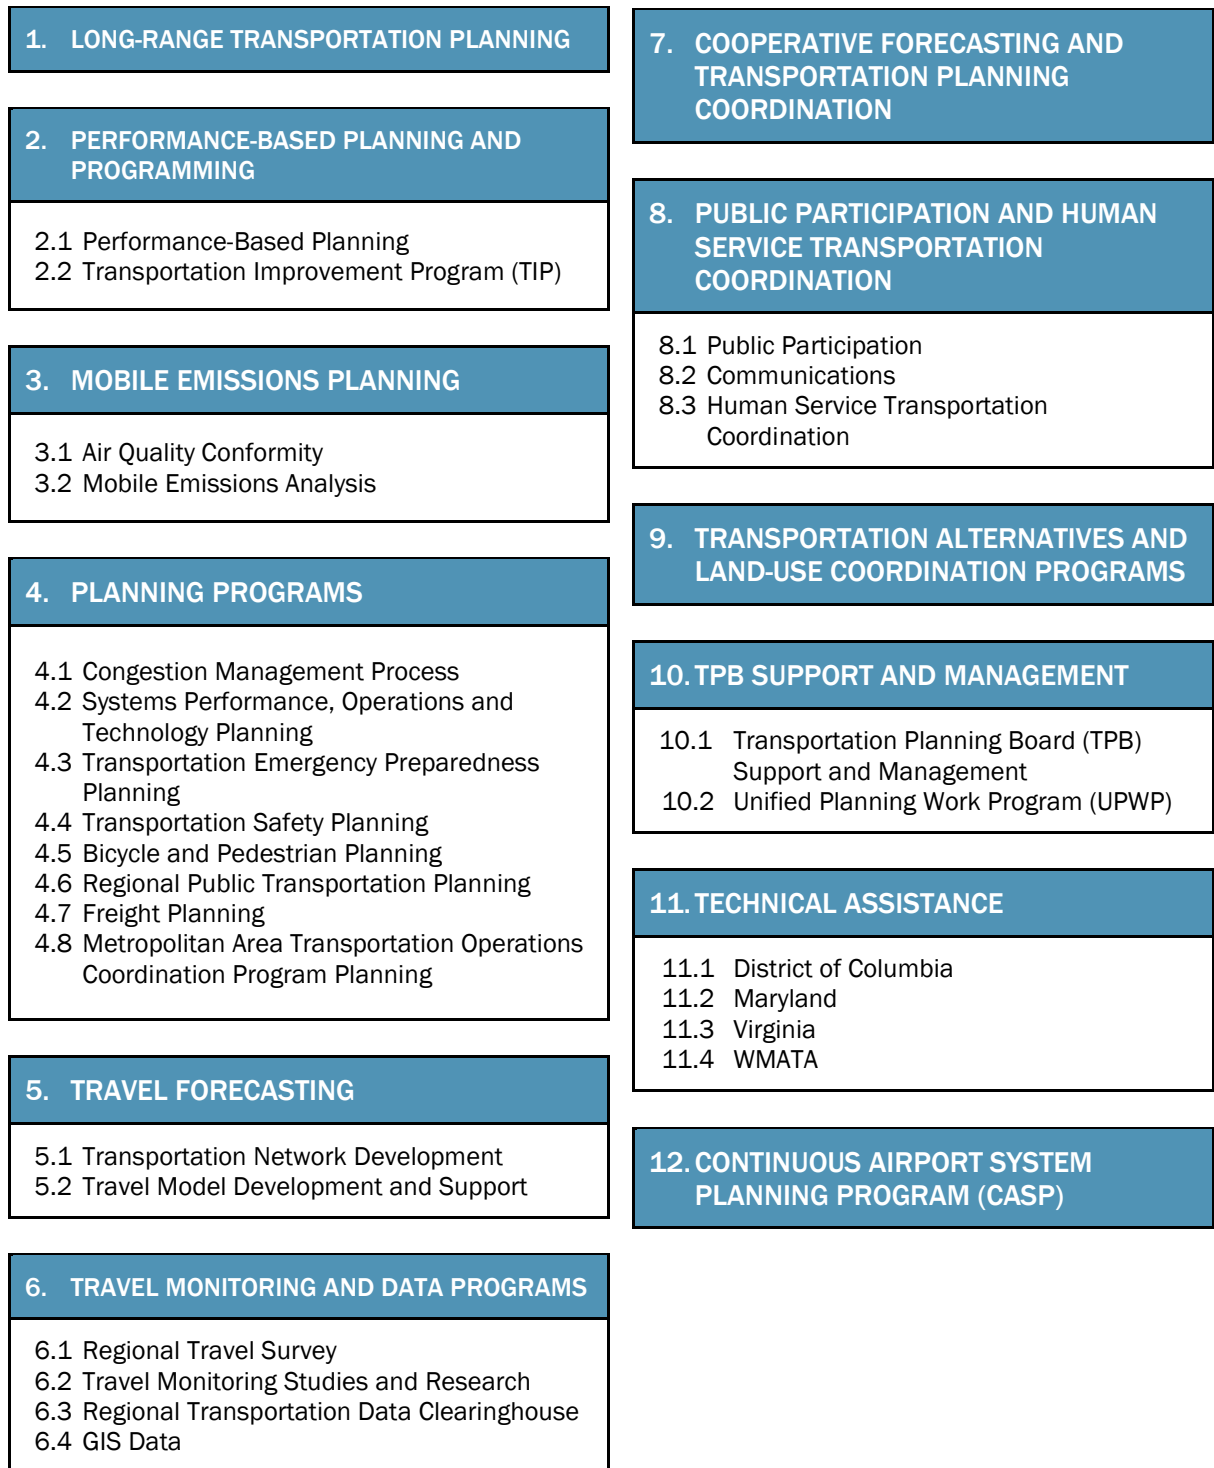 1. LONG-RANGE TRANSPORTATION PLANNING
2. PERFORMANCE-BASED PLANNING AND
PROGRAMMING
2.1 Performance-Based Planning
2.2 Transportation Improvement Program (TIP)
3. MOBILE EMISSIONS PLANNING
3.1 Air Quality Conformity
3.2 Mobile Emissions Analysis
4. PLANNING PROGRAMS
4.1 Congestion Management Process
4.2 Systems Performance, Operations and
Technology Planning
4.3 Transportation Emergency Preparedness
Planning
4.4 Transportation Safety Planning
4.5 Bicycle and Pedestrian Planning
4.6 Regional Public Transportation Planning
4.7 Freight Planning
4.8 Metropolitan Area Transportation Operations
Coordination Program Planning
5. TRAVEL FORECASTING
5.1 Transportation Network Development
5.2 Travel Model Development and Support
6. TRAVEL MONITORING AND DATA PROGRAMS
6.1 Regional Travel Survey
6.2 Travel Monitoring Studies and Research
6.3 Regional Transportation Data Clearinghouse
6.4 GIS Data
7. COOPERATIVE FORECASTING AND
TRANSPORTATION PLANNING
COORDINATION
8. PUBLIC PARTICIPATION AND HUMAN
SERVICE TRANSPORTATION
COORDINATION
8.1 Public Participation
8.2 Communications
8.3 Human Service Transportation
Coordination
9. TRANSPORTATION ALTERNATIVES AND
LAND-USE COORDINATION PROGRAMS
10. TPB SUPPORT AND MANAGEMENT
10.1 Transportation Planning Board (TPB)
Support and Management
10.2 Unified Planning Work Program (UPWP)
11. TECHNICAL ASSISTANCE
11.1 District of Columbia
11.2 Maryland
11.3 Virginia
11.4 WMATA
12. CONTINUOUS AIRPORT SYSTEM
PLANNING PROGRAM (CASP)